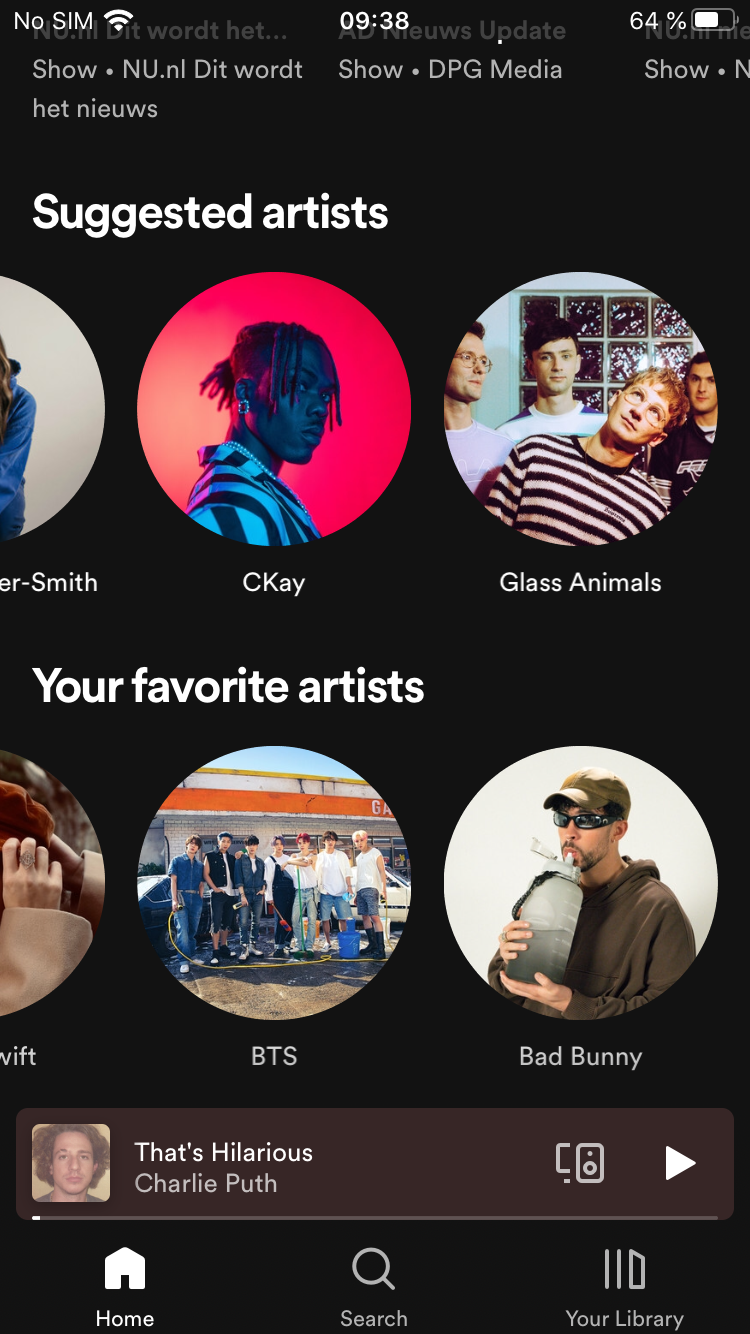 No SIM 09:38 64 %
NU.nl Dit wordt het... AD Nieuws Update NU.nl nie
Show • NU.nl Dit wordt Show • DPG Media Show • N
het nieuws
Suggested artists
er-Smith CKay Glass Animals
Your favorite artists
GA
wift BTS Bad Bunny
That's Hilarious
Charlie Puth
Home Search Your Library